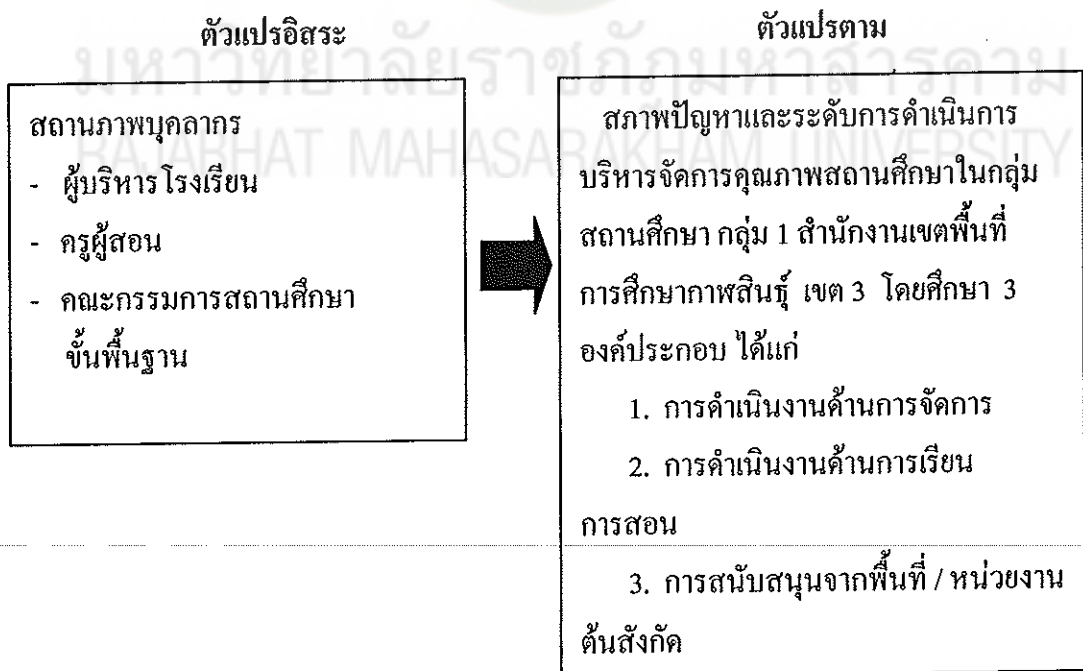 ตัวแปรอิสระ
ตัวแปรตาม
มหาวิทยาลัยราชภัฏมหาสารคาม
RAJABHAT MAHASARAKHAM UNIVERSITY
สถานภาพบุคลากร
- ผู้บริหารโรงเรียน
- ครูผู้สอน
- คณะกรรมการสถานศึกษา
ขั้นพื้นฐาน
สภาพปัญหาและระดับการดำเนินการ
บริหารจัดการคุณภาพสถานศึกษาในกลุ่ม
สถานศึกษา กลุ่ม 1 สำนักงานเขตพื้นที่
การศึกษากาฬสินธุ์ เขต 3 โดยศึกษา 3
องค์ประกอบ ได้แก่
1. การดำเนินงานด้านการจัดการ
2. การดำเนินงานด้านการเรียน
การสอน
3. การสนับสนุนจากพื้นที่ / หน่วยงาน
ต้นสังกัด